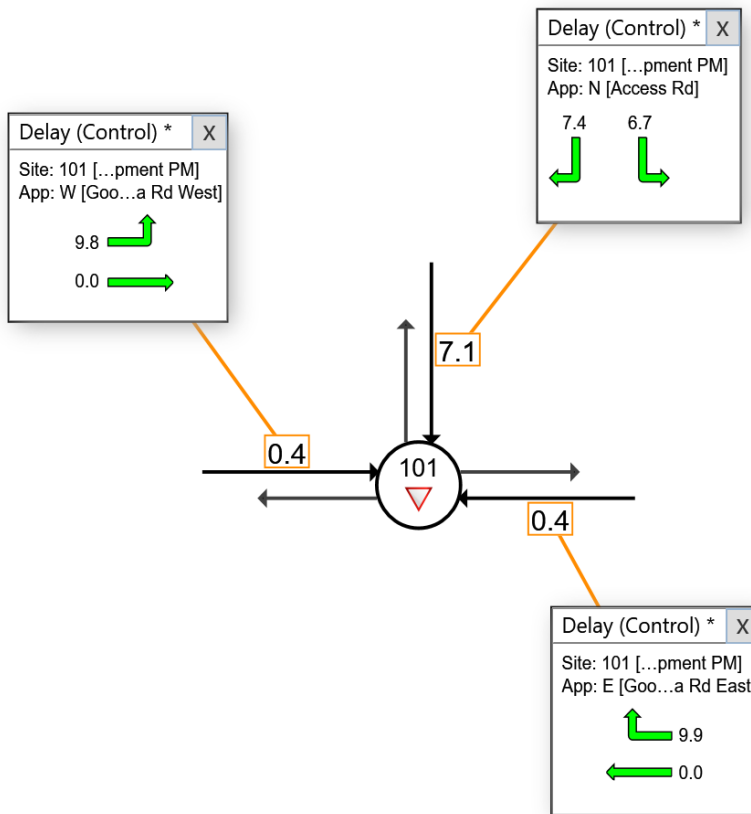 Delay (Control) * X
Site: 101 […pment PM]
App: N [Access Rd]
7.4 6.7
Delay (Control) * X
Site: 101 […pment PM]
App: W [Goo…a Rd West]
9.8
0.0
7.1
0.4
101
0.4
Delay (Control) * X
Site: 101 […pment PM]
App: E [Goo…a Rd East
9.9
0.0